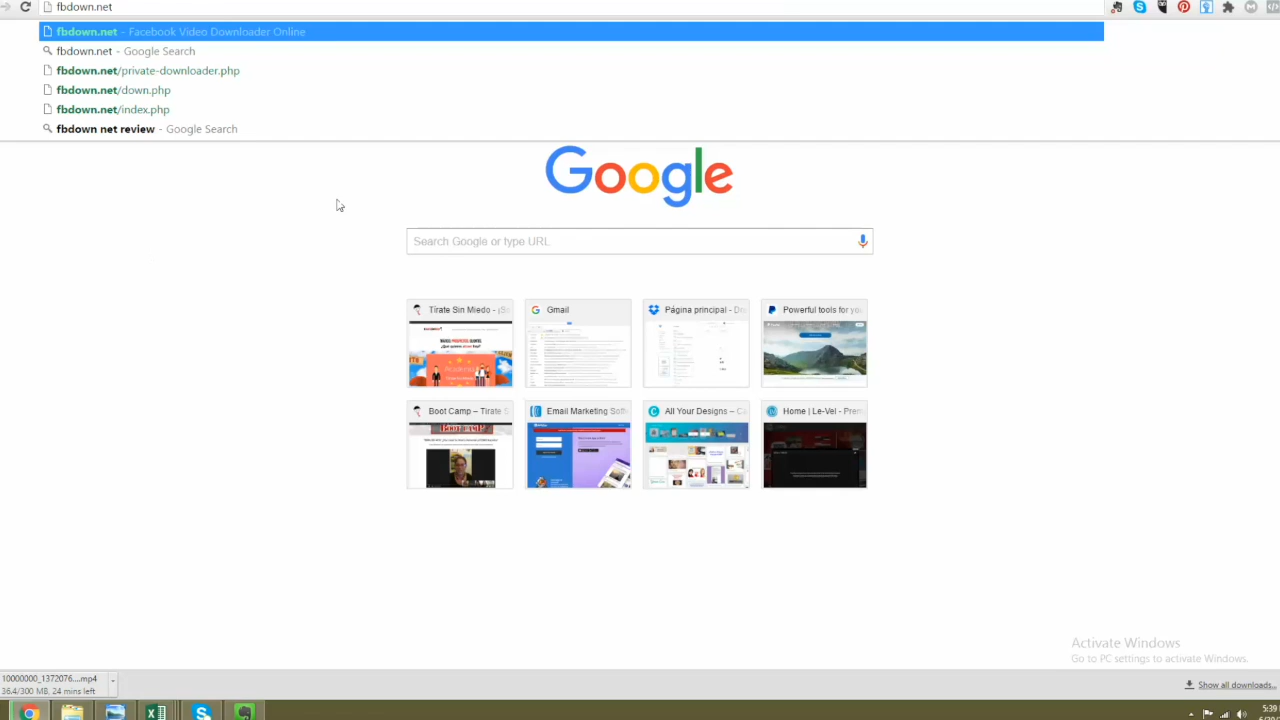 fbdown.net
fbdown.net - Facebook Video Downloader Online
fbdown.net - Google Search
fbdown.net/private-downloader.php
fbdown.net/down.php
fbdown.net/index.php
fbdown net review - Google Search
Google
Search Google or type URL
Tírate Sin Miedo - ¡S
Gmail
Página principal - Dro
Powerful tools for you
Boot Camp – Tírate S
Email Marketing Soft
All Your Designs – C
Home | Le-Vel - Prem
BOOT CAMP
Activate Windows
Go to PC settings to activate Windows.
10000000_1372076....mp4
36.4/300 MB, 24 mins left
Show all downloads...
5:39